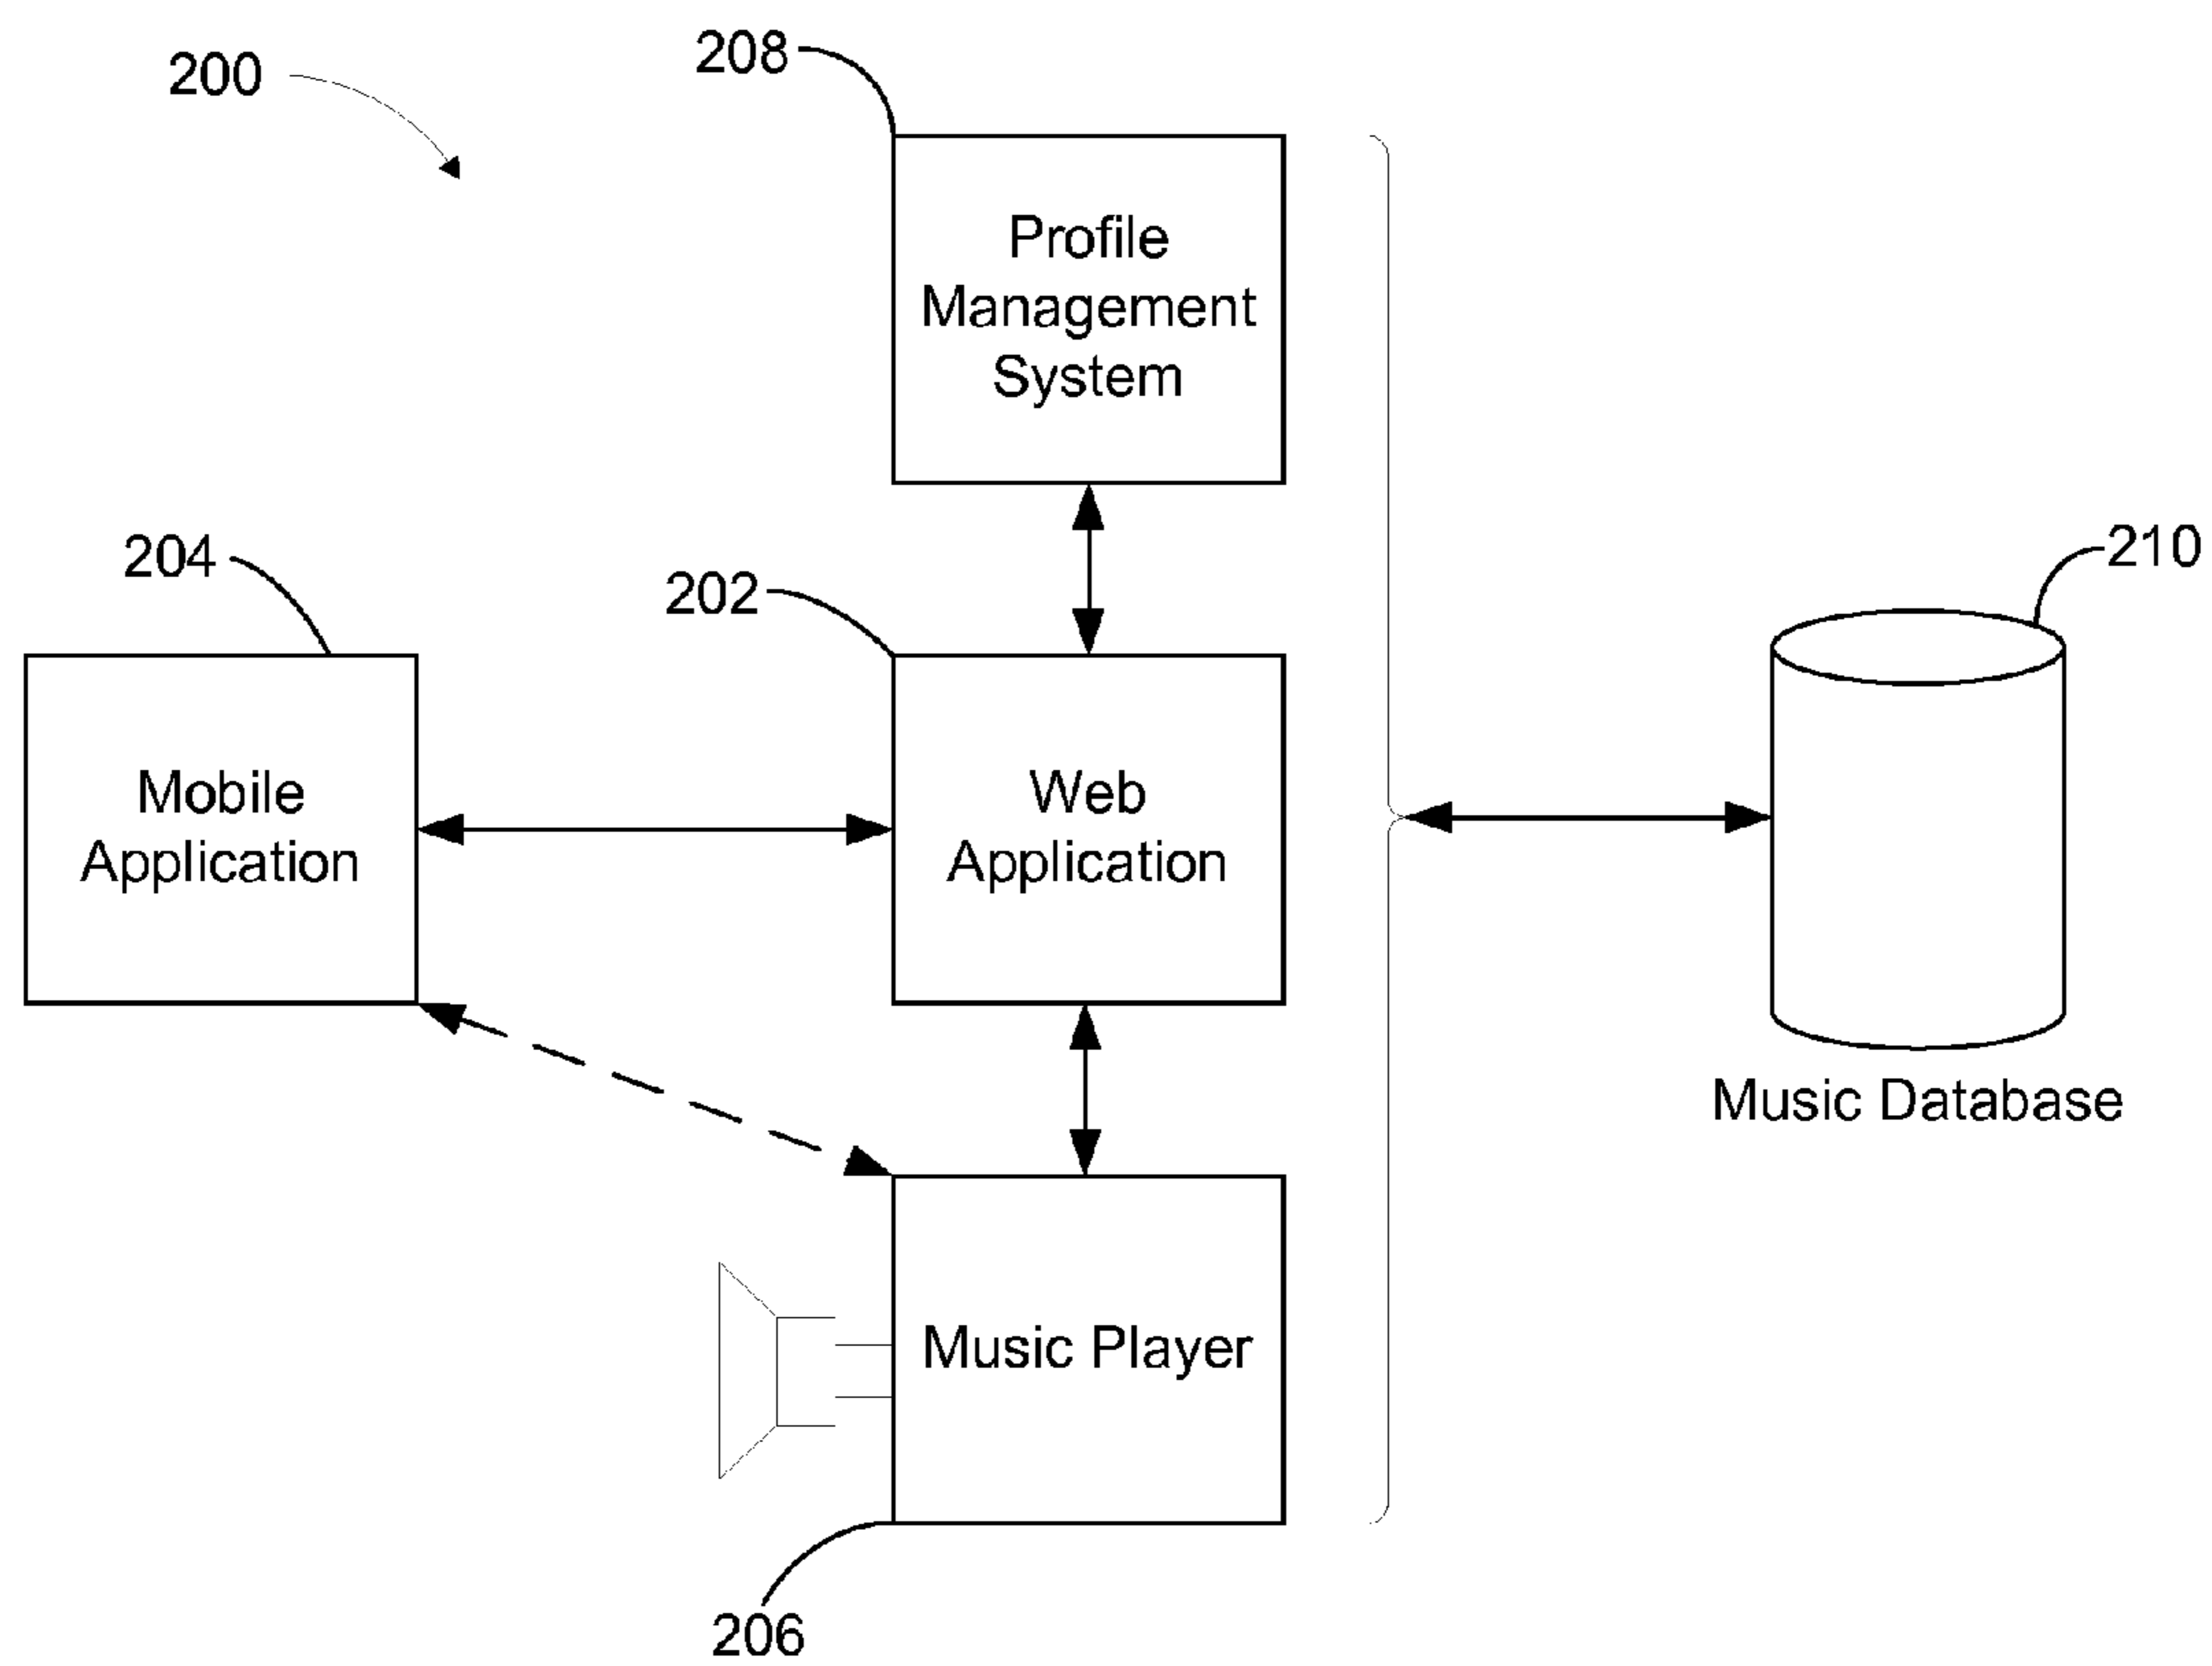 200
208
Profile
Management
System
204
202
210
Mobile
Application
Web
Application
Music Database
Music Player
206